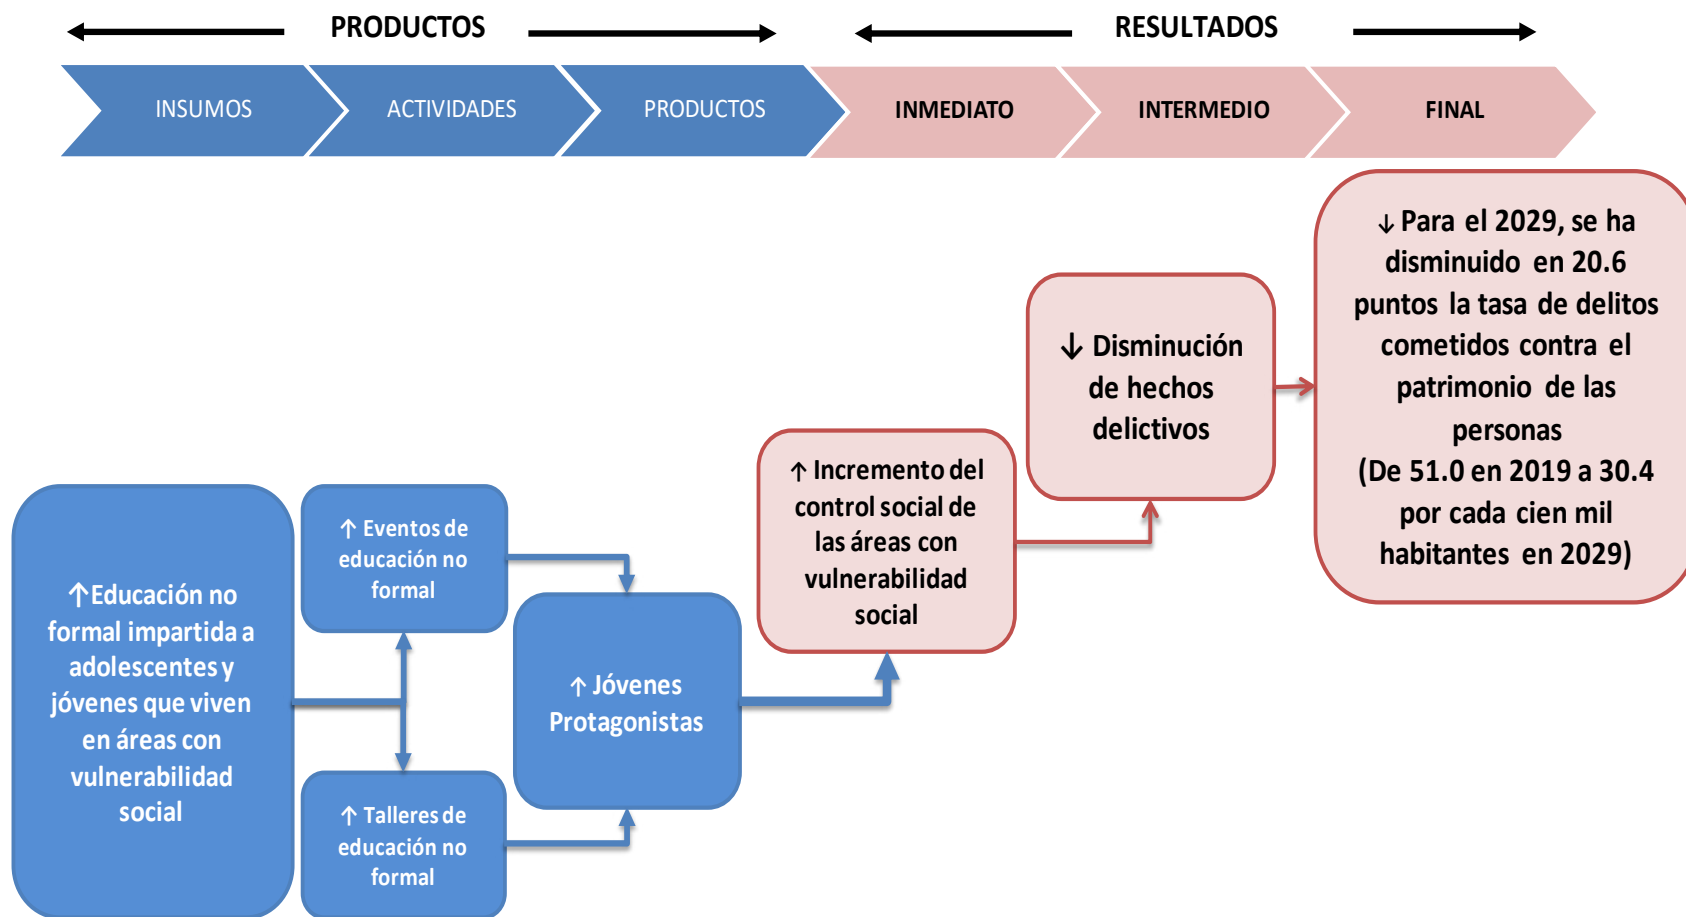 PRODUCTOS
RESULTADOS
INSUMOS
ACTIVIDADES
PRODUCTOS
INMEDIATO
INTERMEDIO
FINAL
↑Educación no
formal impartida a
adolescentes y
jóvenes que viven
en áreas con
vulnerabilidad
social
↑ Eventos de
educación no
formal
↑ Talleres de
educación no
formal
↑ Jóvenes
Protagonistas
↑ Incremento del
control social de
las áreas con
vulnerabilidad
social
↓ Disminución
de hechos
delictivos
↓ Para el 2029, se ha
disminuido en 20.6
puntos la tasa de delitos
cometidos contra el
patrimonio de las
personas
(De 51.0 en 2019 a 30.4
por cada cien mil
habitantes en 2029)